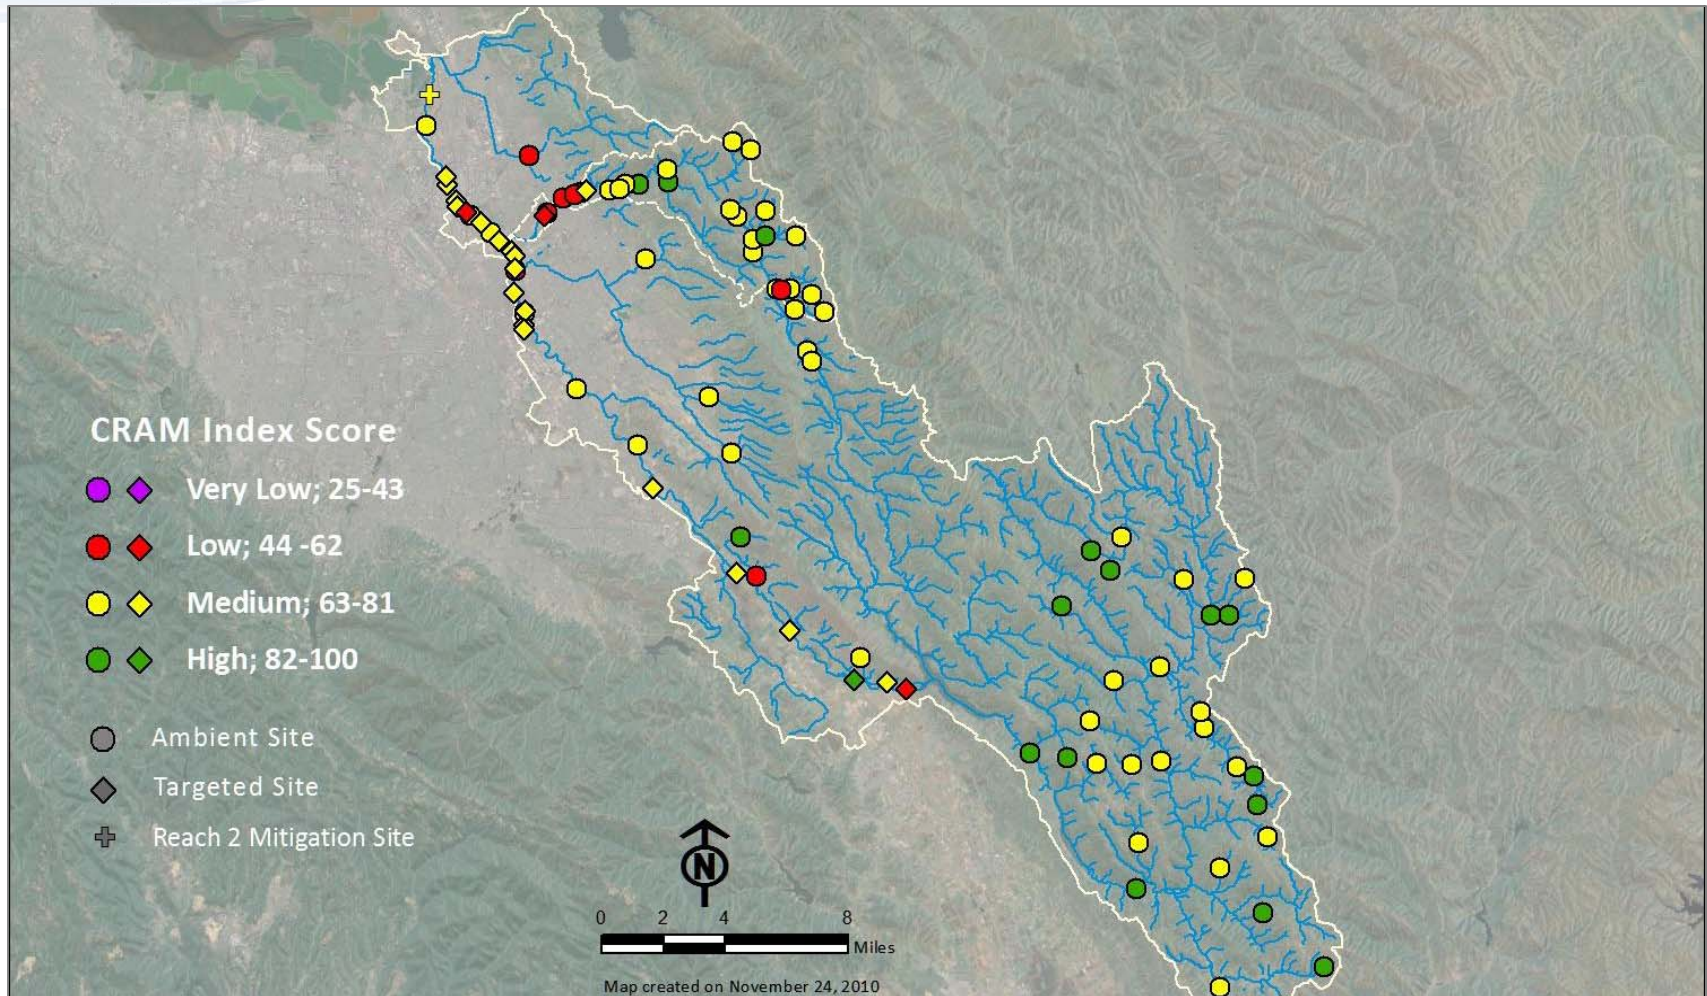 CRAM Index Score
Very Low; 25-43
Low; 44 -62
Medium; 63-81
High; 82-100
Ambient Site
Targeted Site
Reach 2 Mitigation Site
N
0 2 4 8
Miles
Map created on November 24, 2010